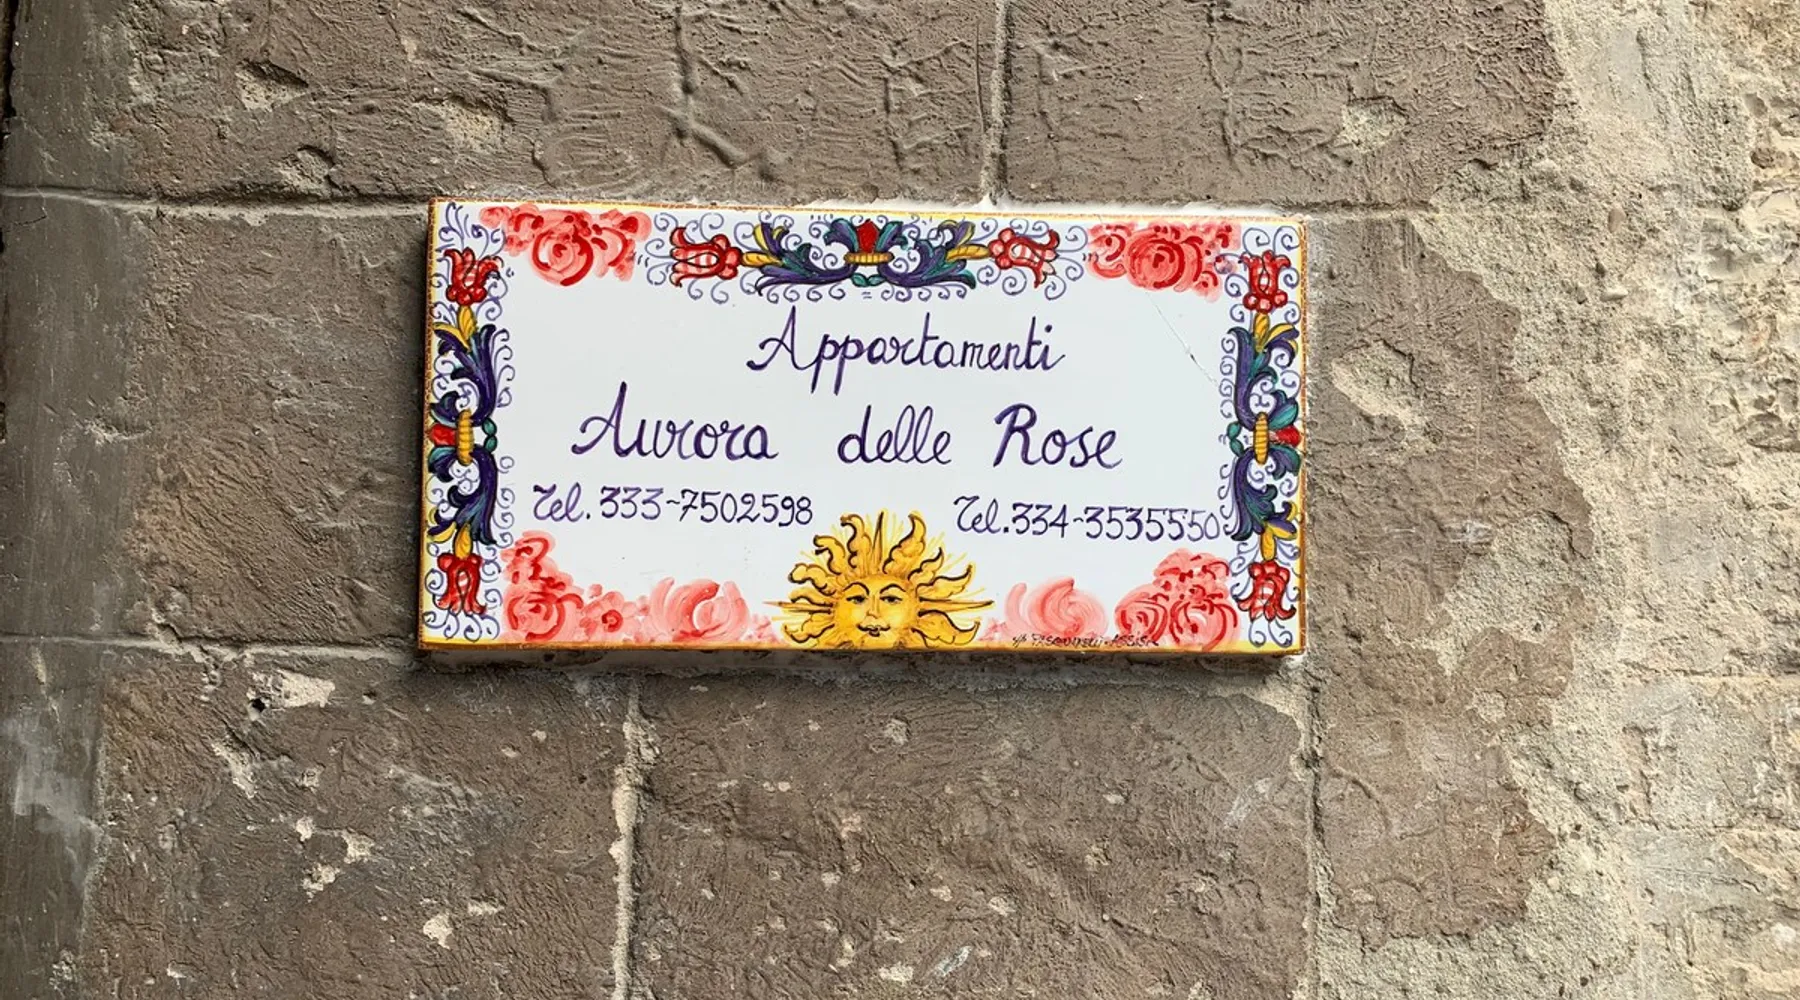 Appartamenti
Aurora delle Rose
Tel. 333-7502598 Tel. 334-3535550